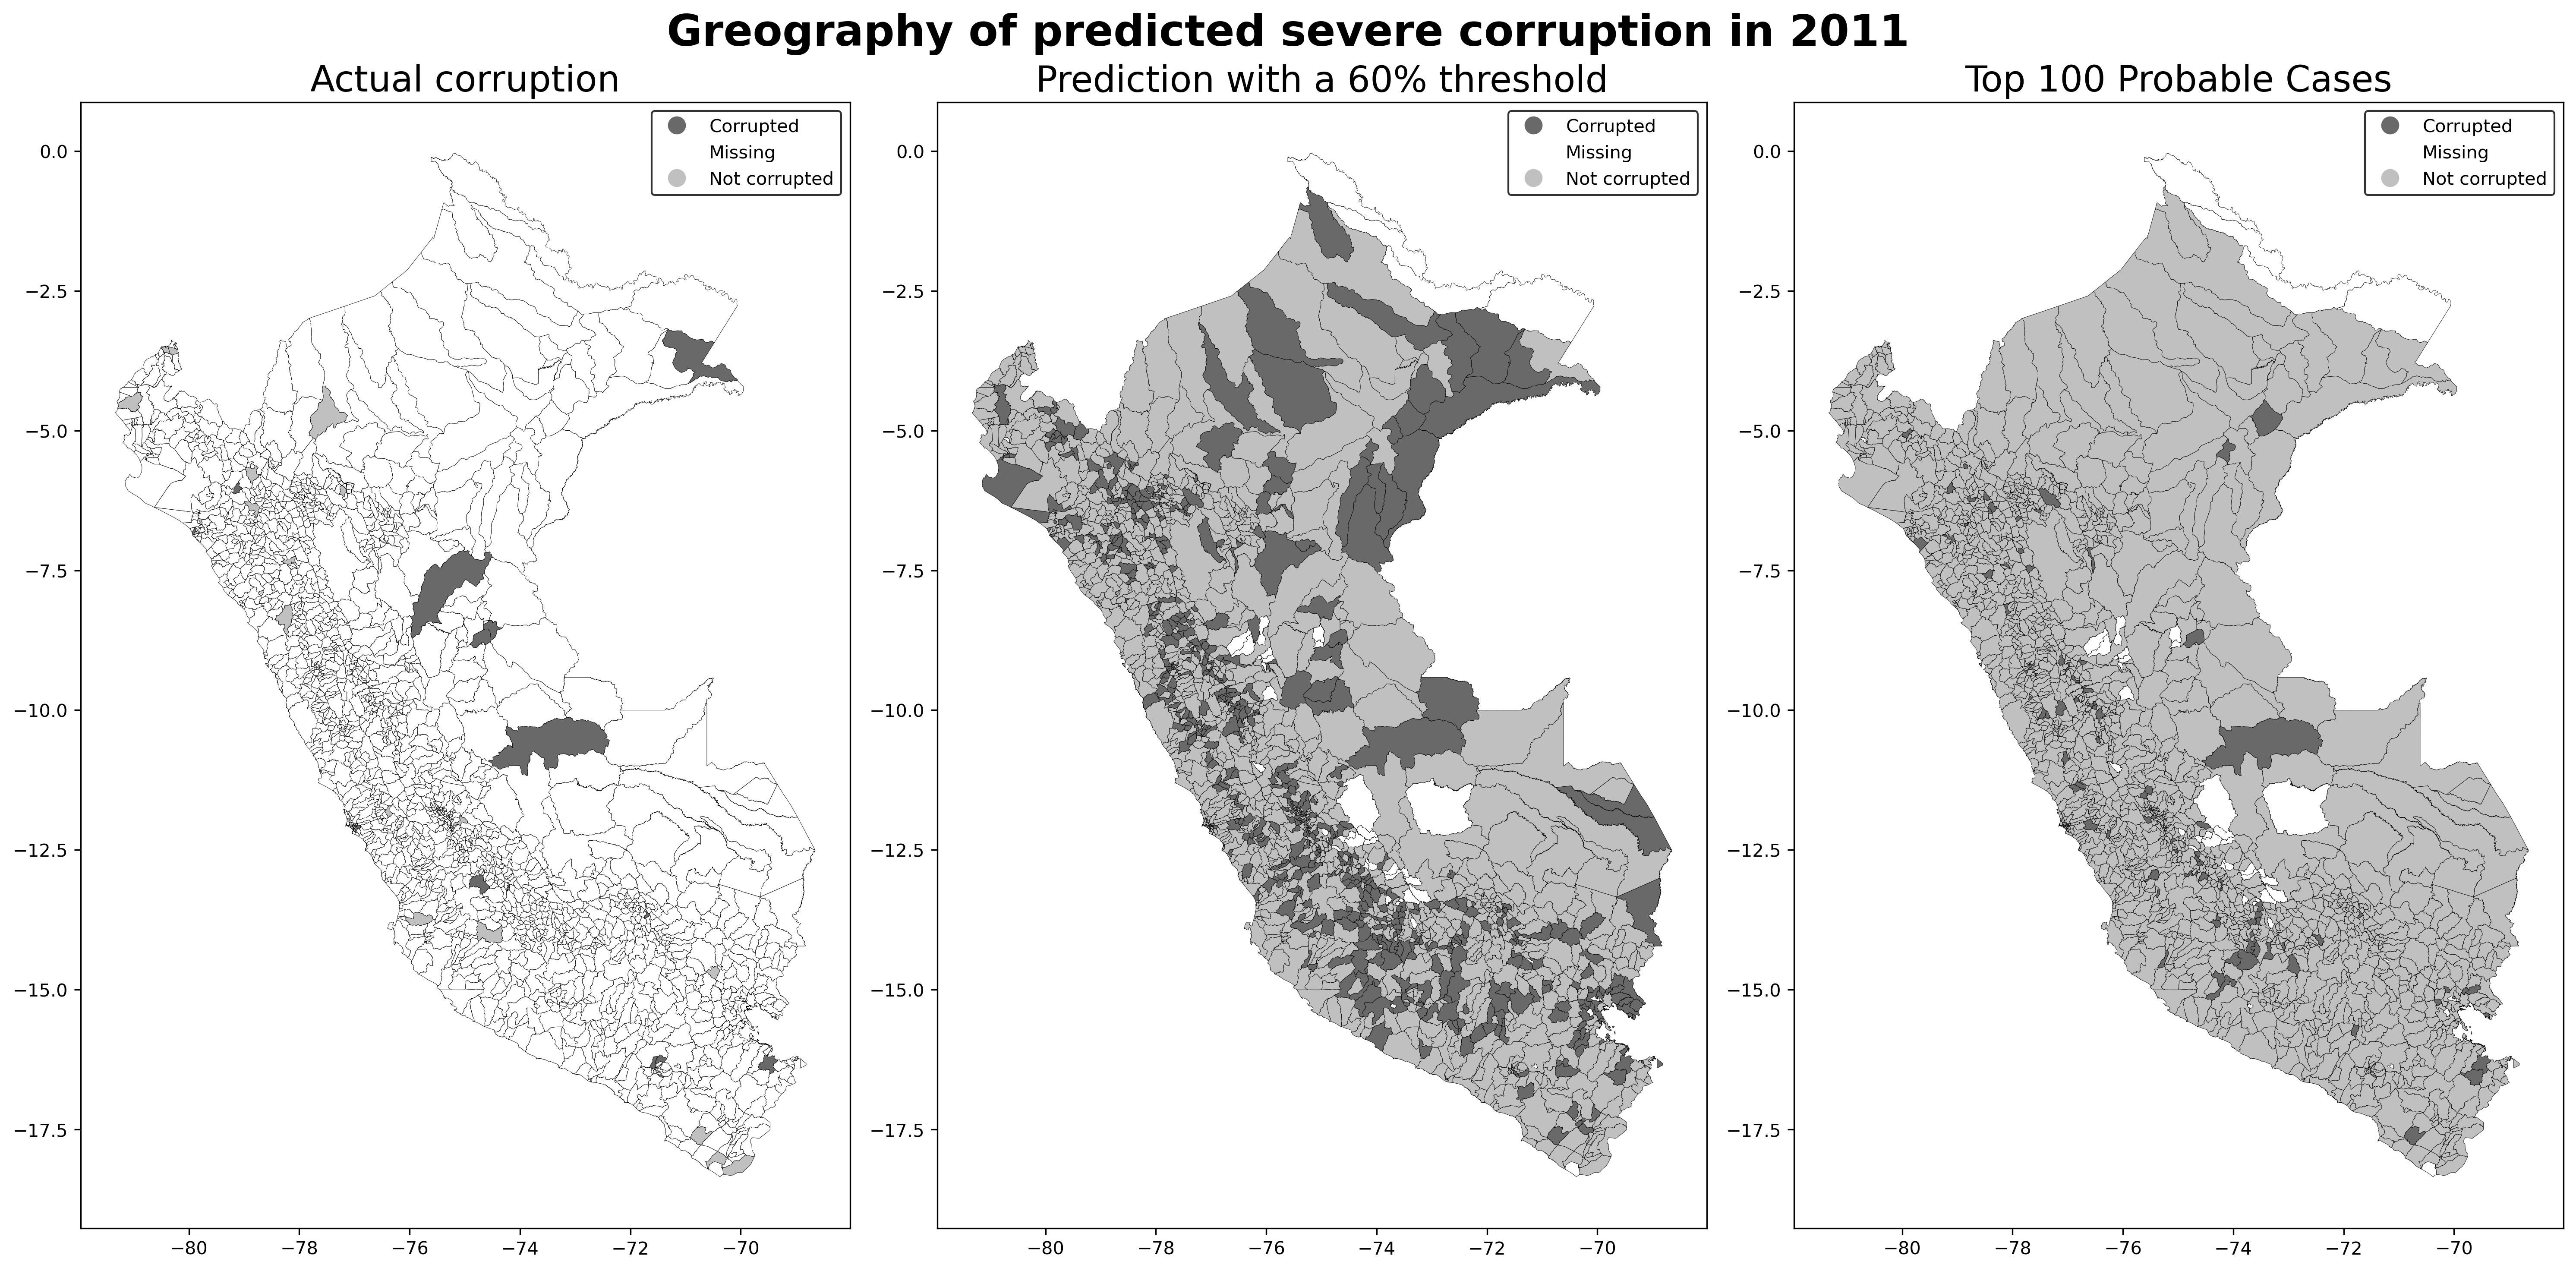 Greography of predicted severe corruption in 2011
Actual corruption
Corrupted
Missing
Not corrupted
0.0
−2.5
−5.0
−7.5
−10.0
−12.5
−15.0
−17.5
−80 −78 −76 −74 −72 −70
Prediction with a 60% threshold
Corrupted
Missing
Not corrupted
0.0
−2.5
−5.0
−7.5
−10.0
−12.5
−15.0
−17.5
−80 −78 −76 −74 −72 −70
Top 100 Probable Cases
Corrupted
Missing
Not corrupted
0.0
−2.5
−5.0
−7.5
−10.0
−12.5
−15.0
−17.5
−80 −78 −76 −74 −72 −70